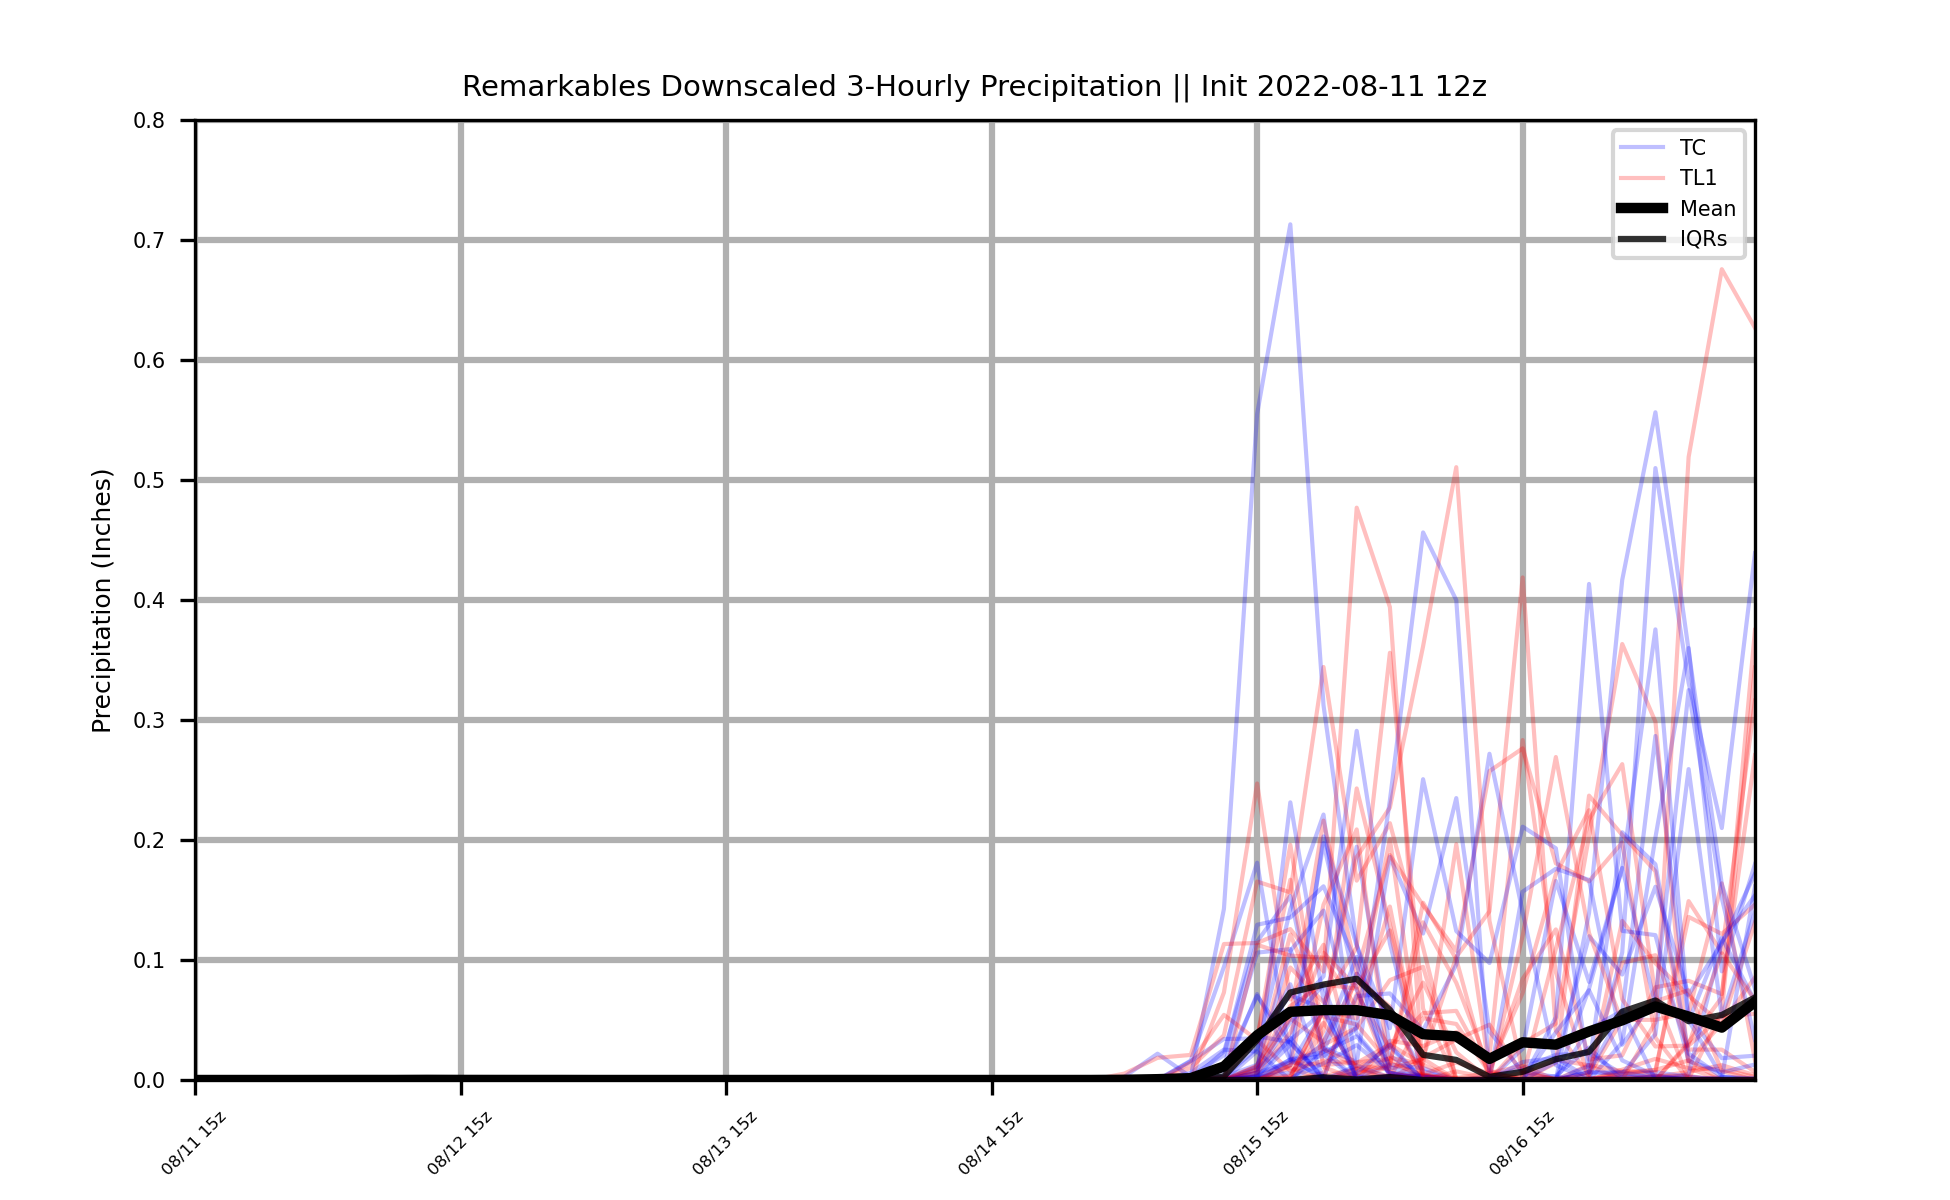 Remarkables Downscaled 3-Hourly Precipitation || Init 2022-08-11 12z
TC
TL1
Mean
IQRs
Precipitation (Inches)
0.8
0.7
0.6
0.5
0.4
0.3
0.2
0.1
0.0
08/11 15z
08/12 15z
08/13 15z
08/14 15z
08/15 15z
08/16 15z